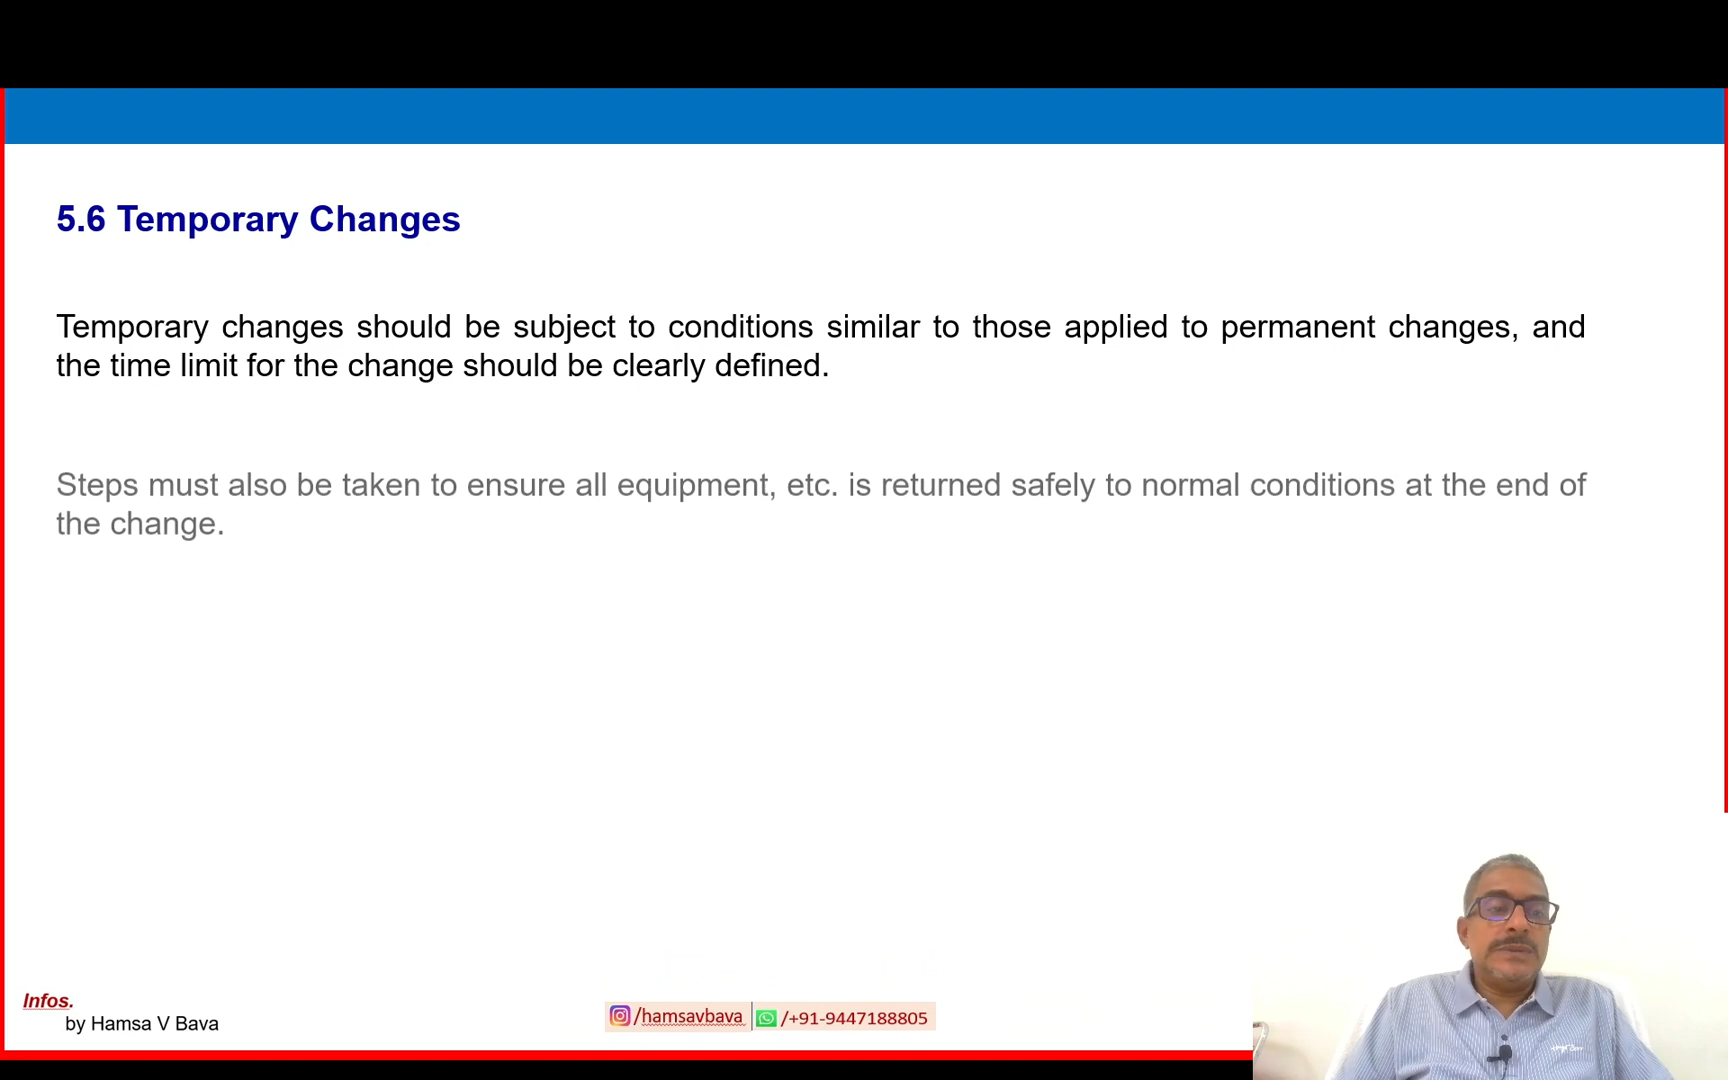 5.6 Temporary Changes
Temporary changes should be subject to conditions similar to those applied to permanent changes, and
the time limit for the change should be clearly defined.
Steps must also be taken to ensure all equipment, etc. is returned safely to normal conditions at the end of
the change.
Infos.
by Hamsa V Bava
/hamsavbava
/+91-9447188805